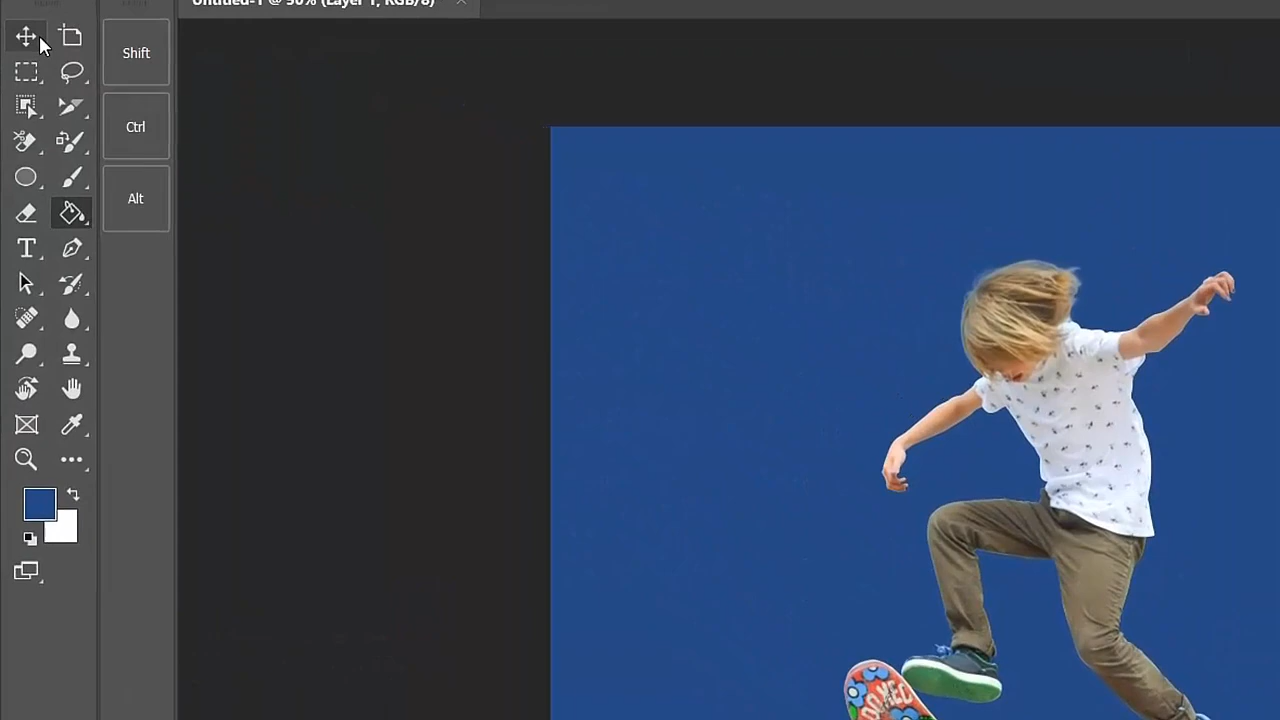 Untitled-1 @ 50% (Layer 1, RGB/8)
Shift
Ctrl
Alt
T